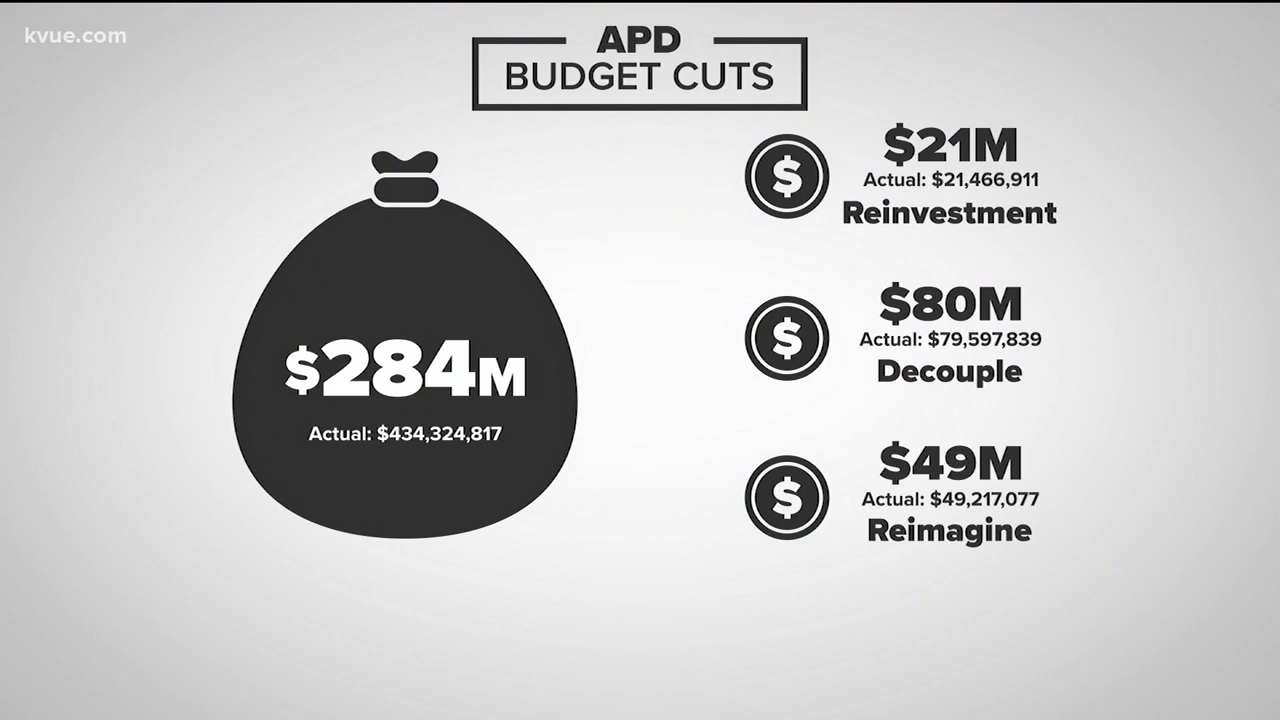 kvue.com
APD
BUDGET CUTS
$284M
Actual: $434,324,817
$
$21M
Actual: $21,466,911
Reinvestment
$
$80M
Actual: $79,597,839
Decouple
$
$49M
Actual: $49,217,077
Reimagine